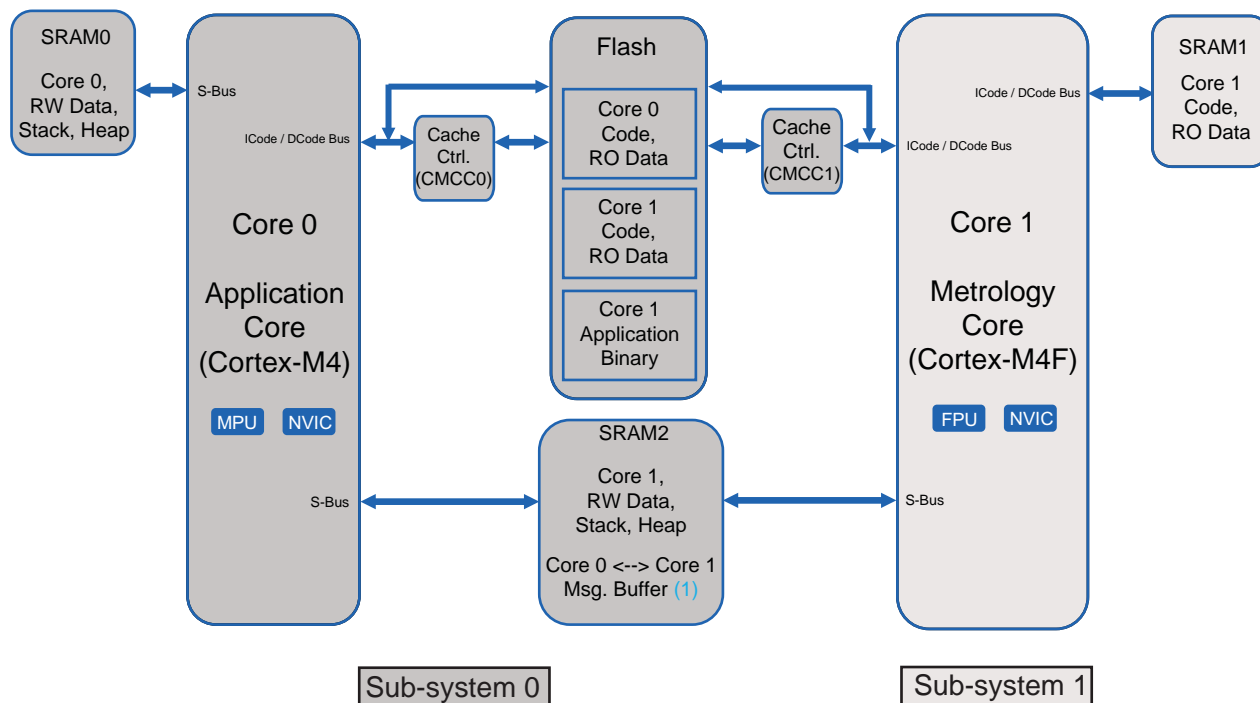 SRAM0
Core 0,
RW Data,
Stack, Heap
S-Bus
ICode / DCode Bus
Core 0
Application
Core
(Cortex-M4)
MPU
NVIC
S-Bus
Cache
Ctrl.
(CMCC0)
Flash
Core 0
Code,
RO Data
Core 1
Code,
RO Data
Core 1
Application
Binary
SRAM2
Core 1,
RW Data,
Stack, Heap
Core 0 <--> Core 1
Msg. Buffer (1)
Cache
Ctrl.
(CMCC1)
ICode / DCode Bus
ICode / DCode Bus
Core 1
Metrology
Core
(Cortex-M4F)
FPU
NVIC
S-Bus
SRAM1
Core 1
Code,
RO Data
Sub-system 0
Sub-system 1